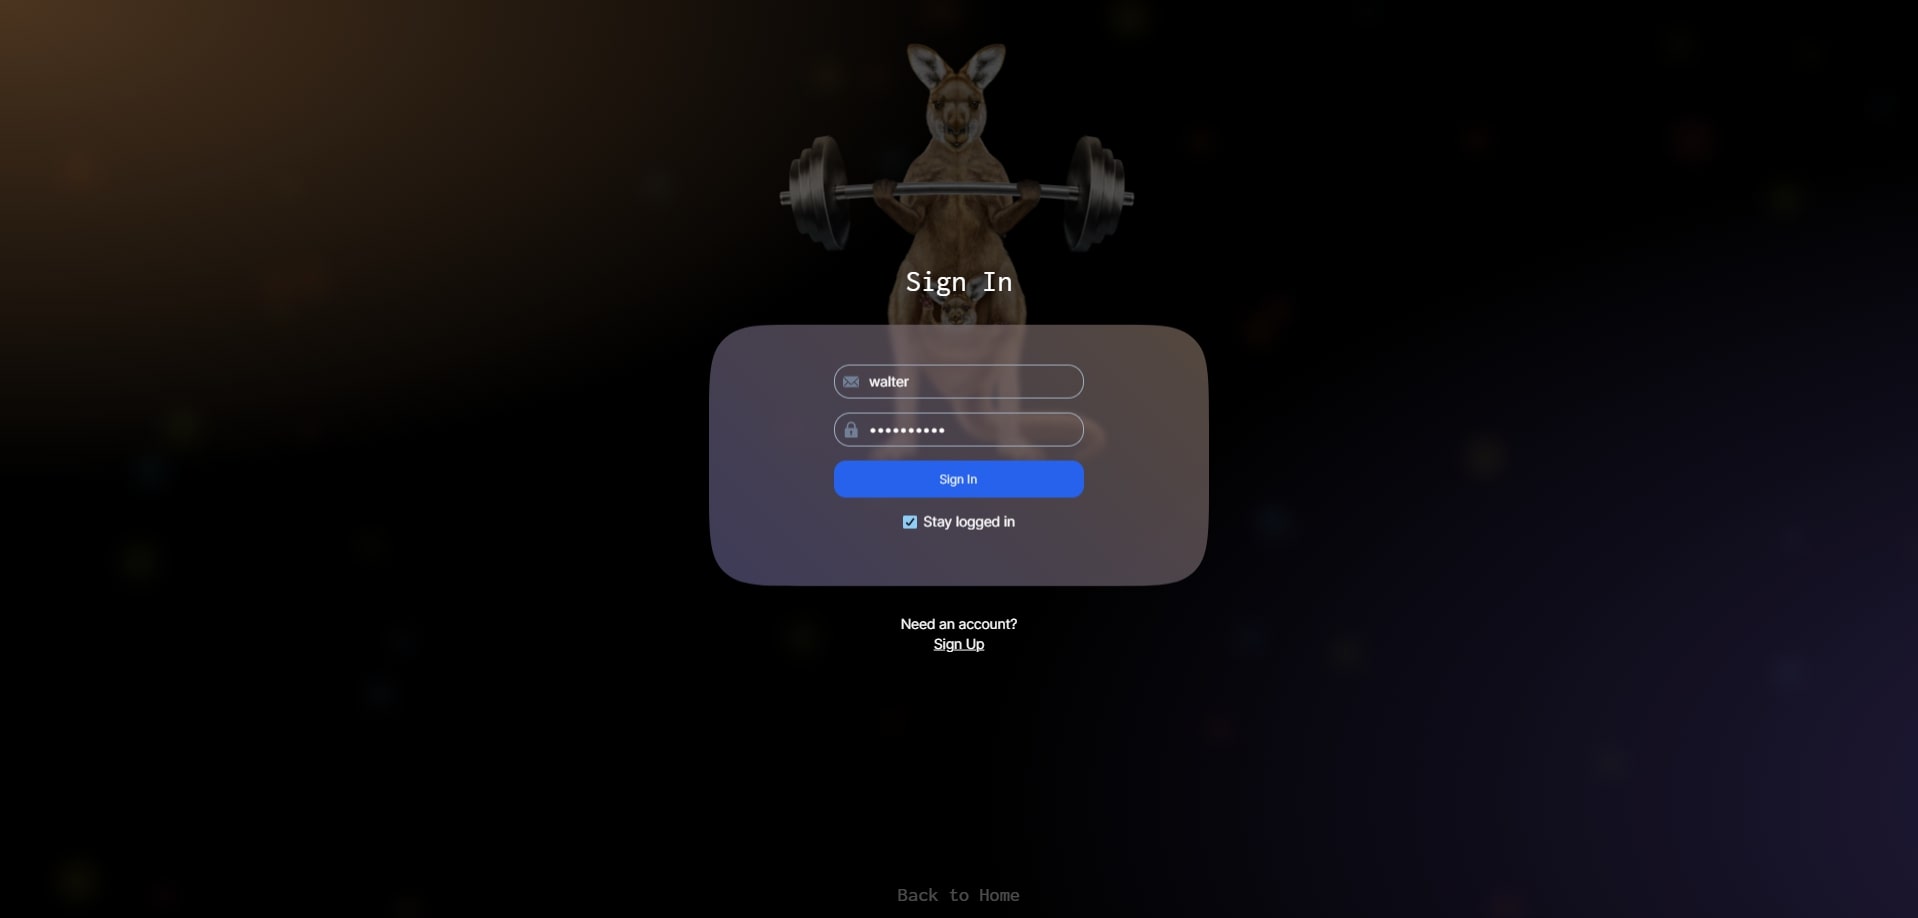 Sign In
walter
••••••••••
Sign In
Stay logged in
Need an account?
Sign Up
Back to Home